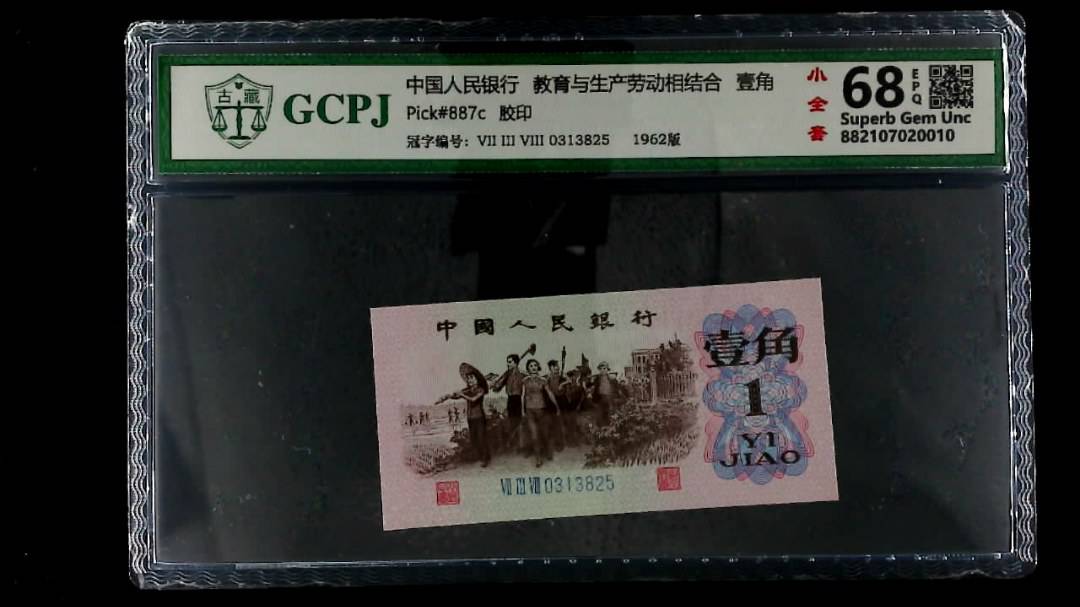 古藏
GCPJ
中国人民银行 教育与生产劳动相结合 壹角
Pick#887c 胶印
冠字编号：VII III VIII 0313825 1962版
小全套
68 EPQ
Superb Gem Unc
882107020010
中國人民銀行
壹角
1
YI
JIAO
VII III VIII 0313825